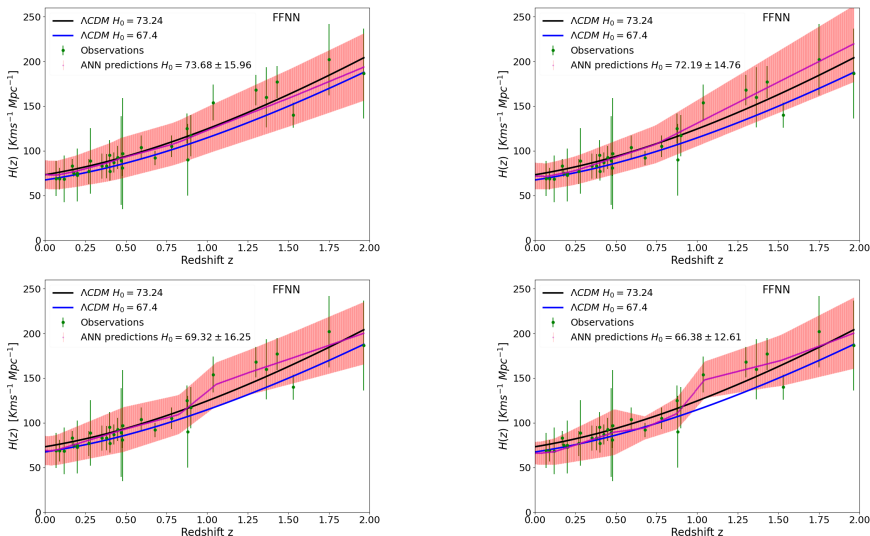 FFNN
ΛCDM H₀ = 73.24
ΛCDM H₀ = 67.4
Observations
ANN predictions H₀ = 73.68 ± 15.96
H(z) [Kms⁻¹ Mpc⁻¹]
250
200
150
100
50
0
0.00 0.25 0.50 0.75 1.00 1.25 1.50 1.75 2.00
Redshift z
FFNN
ΛCDM H₀ = 73.24
ΛCDM H₀ = 67.4
Observations
ANN predictions H₀ = 72.19 ± 14.76
H(z) [Kms⁻¹ Mpc⁻¹]
250
200
150
100
50
0
0.00 0.25 0.50 0.75 1.00 1.25 1.50 1.75 2.00
Redshift z
FFNN
ΛCDM H₀ = 73.24
ΛCDM H₀ = 67.4
Observations
ANN predictions H₀ = 69.32 ± 16.25
H(z) [Kms⁻¹ Mpc⁻¹]
250
200
150
100
50
0
0.00 0.25 0.50 0.75 1.00 1.25 1.50 1.75 2.00
Redshift z
FFNN
ΛCDM H₀ = 73.24
ΛCDM H₀ = 67.4
Observations
ANN predictions H₀ = 66.38 ± 12.61
H(z) [Kms⁻¹ Mpc⁻¹]
250
200
150
100
50
0
0.00 0.25 0.50 0.75 1.00 1.25 1.50 1.75 2.00
Redshift z